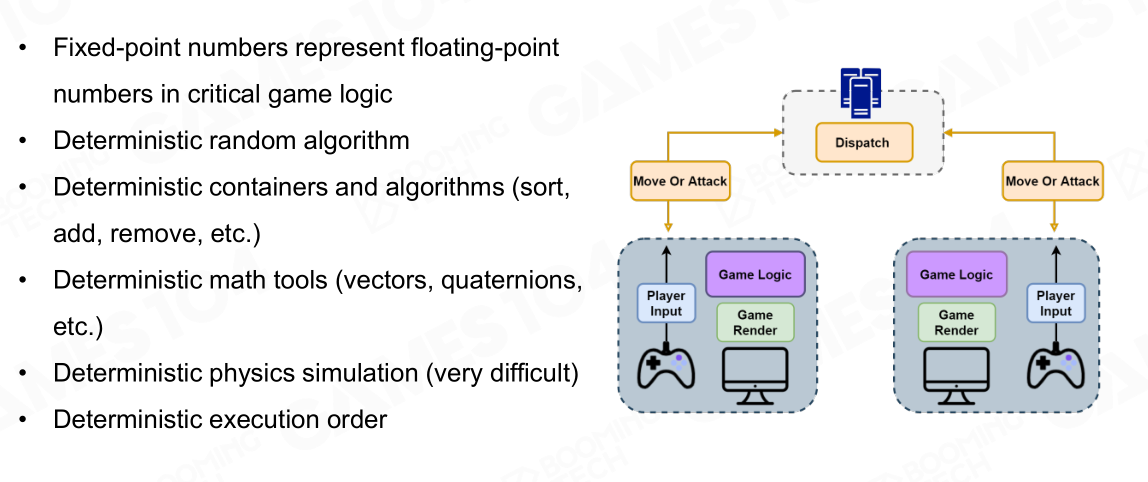 • Fixed-point numbers represent floating-point
numbers in critical game logic
• Deterministic random algorithm
• Deterministic containers and algorithms (sort,
add, remove, etc.)
• Deterministic math tools (vectors, quaternions,
etc.)
• Deterministic physics simulation (very difficult)
• Deterministic execution order
Dispatch
Move Or Attack
Move Or Attack
Player
Input
Game Logic
Game
Render
Game Logic
Game
Render
Player
Input
GAMES104
BOOMING
TECH